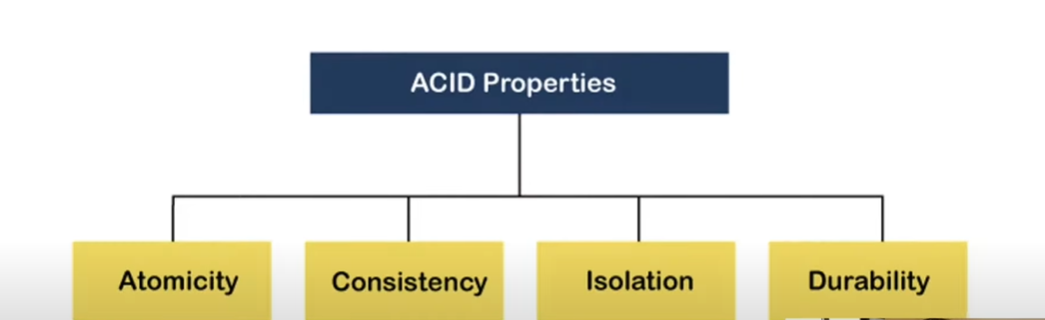 ACID Properties
Atomicity
Consistency
Isolation
Durability